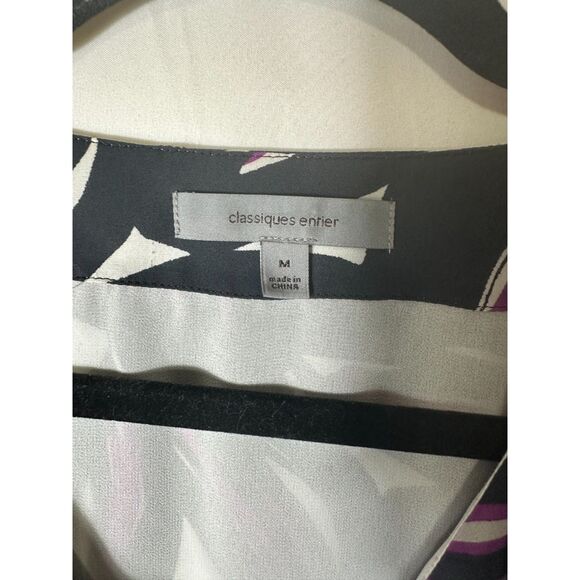 classiques entier
M
made in
CHINA